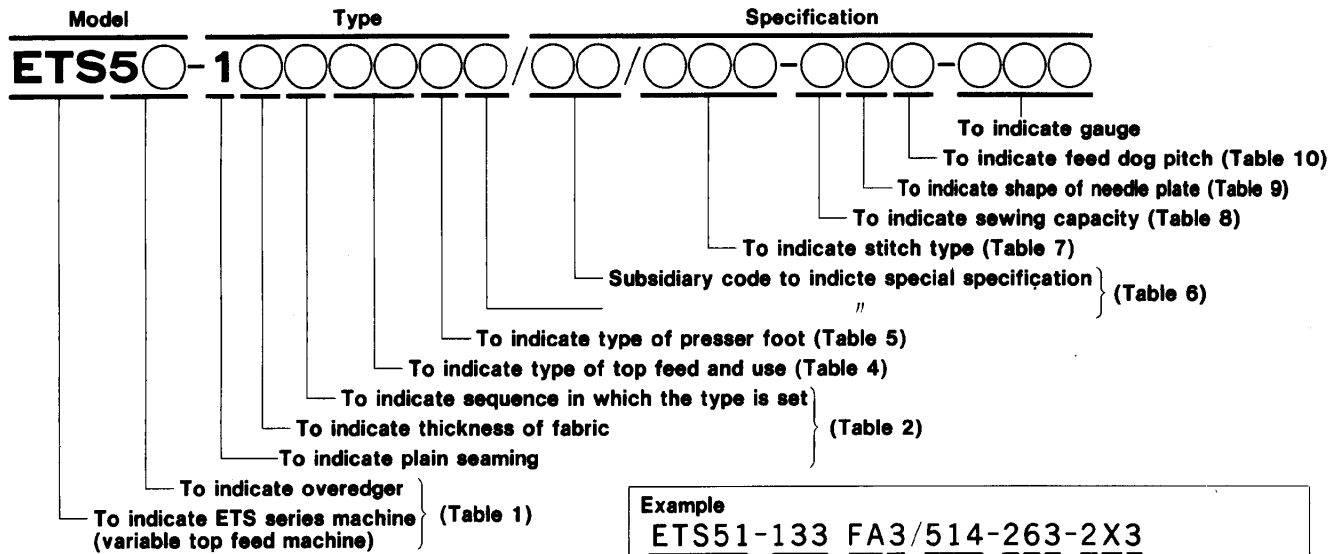 Model Type Specification
ETS5○-1○○○○○○/○○/○○○-○○○-○○○
To indicate gauge
To indicate feed dog pitch (Table 10)
To indicate shape of needle plate (Table 9)
To indicate sewing capacity (Table 8)
To indicate stitch type (Table 7)
Subsidiary code to indicte special specification
〃 (Table 6)
To indicate type of presser foot (Table 5)
To indicate type of top feed and use (Table 4)
To indicate sequence in which the type is set
To indicate thickness of fabric (Table 2)
To indicate plain seaming
To indicate overedger
To indicate ETS series machine (Table 1)
(variable top feed machine)
Example
ETS51-133 FA3/514-263-2X3